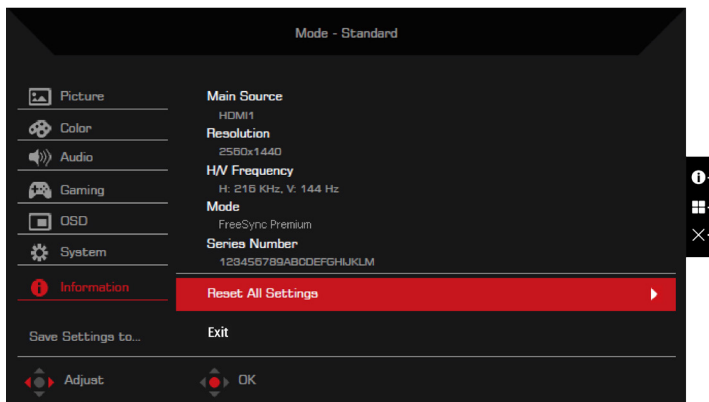 Mode - Standard
Picture
Color
Audio
Gaming
OSD
System
Information
Save Settings to...
Main Source
HDMI1
Resolution
2560x1440
H/V Frequency
H: 216 KHz, V: 144 Hz
Mode
FreeSync Premium
Series Number
123456789ABCDEFGHIJKLM
Reset All Settings
Exit
Adjust
OK